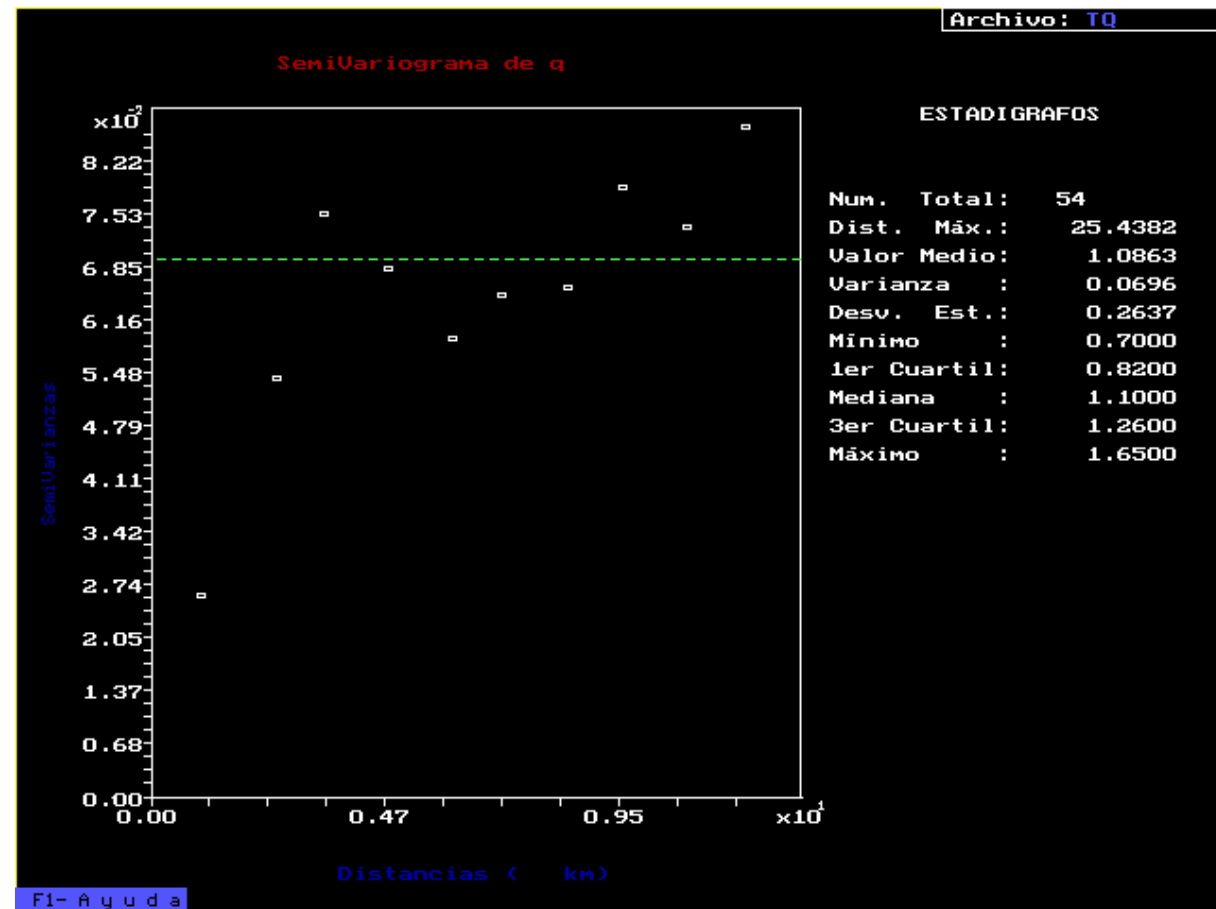 Archivo: TQ
SemiVariograma de q
x10-2
8.22
7.53
6.85
6.16
5.48
4.79
4.11
3.42
2.74
2.05
1.37
0.68
0.00
SemiVarianzas
0.00 0.47 0.95 x10 1
Distancias ( km)
ESTADIGRAFOS
Num. Total: 54
Dist. Máx.: 25.4382
Valor Medio: 1.0863
Varianza : 0.0696
Desv. Est.: 0.2637
Mínimo : 0.7000
1er Cuartil: 0.8200
Mediana : 1.1000
3er Cuartil: 1.2600
Máximo : 1.6500
F1- A y u d a